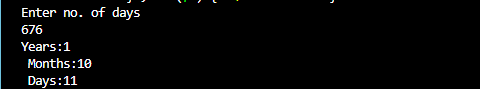 Enter no. of days
676
Years:1
Months:10
Days:11